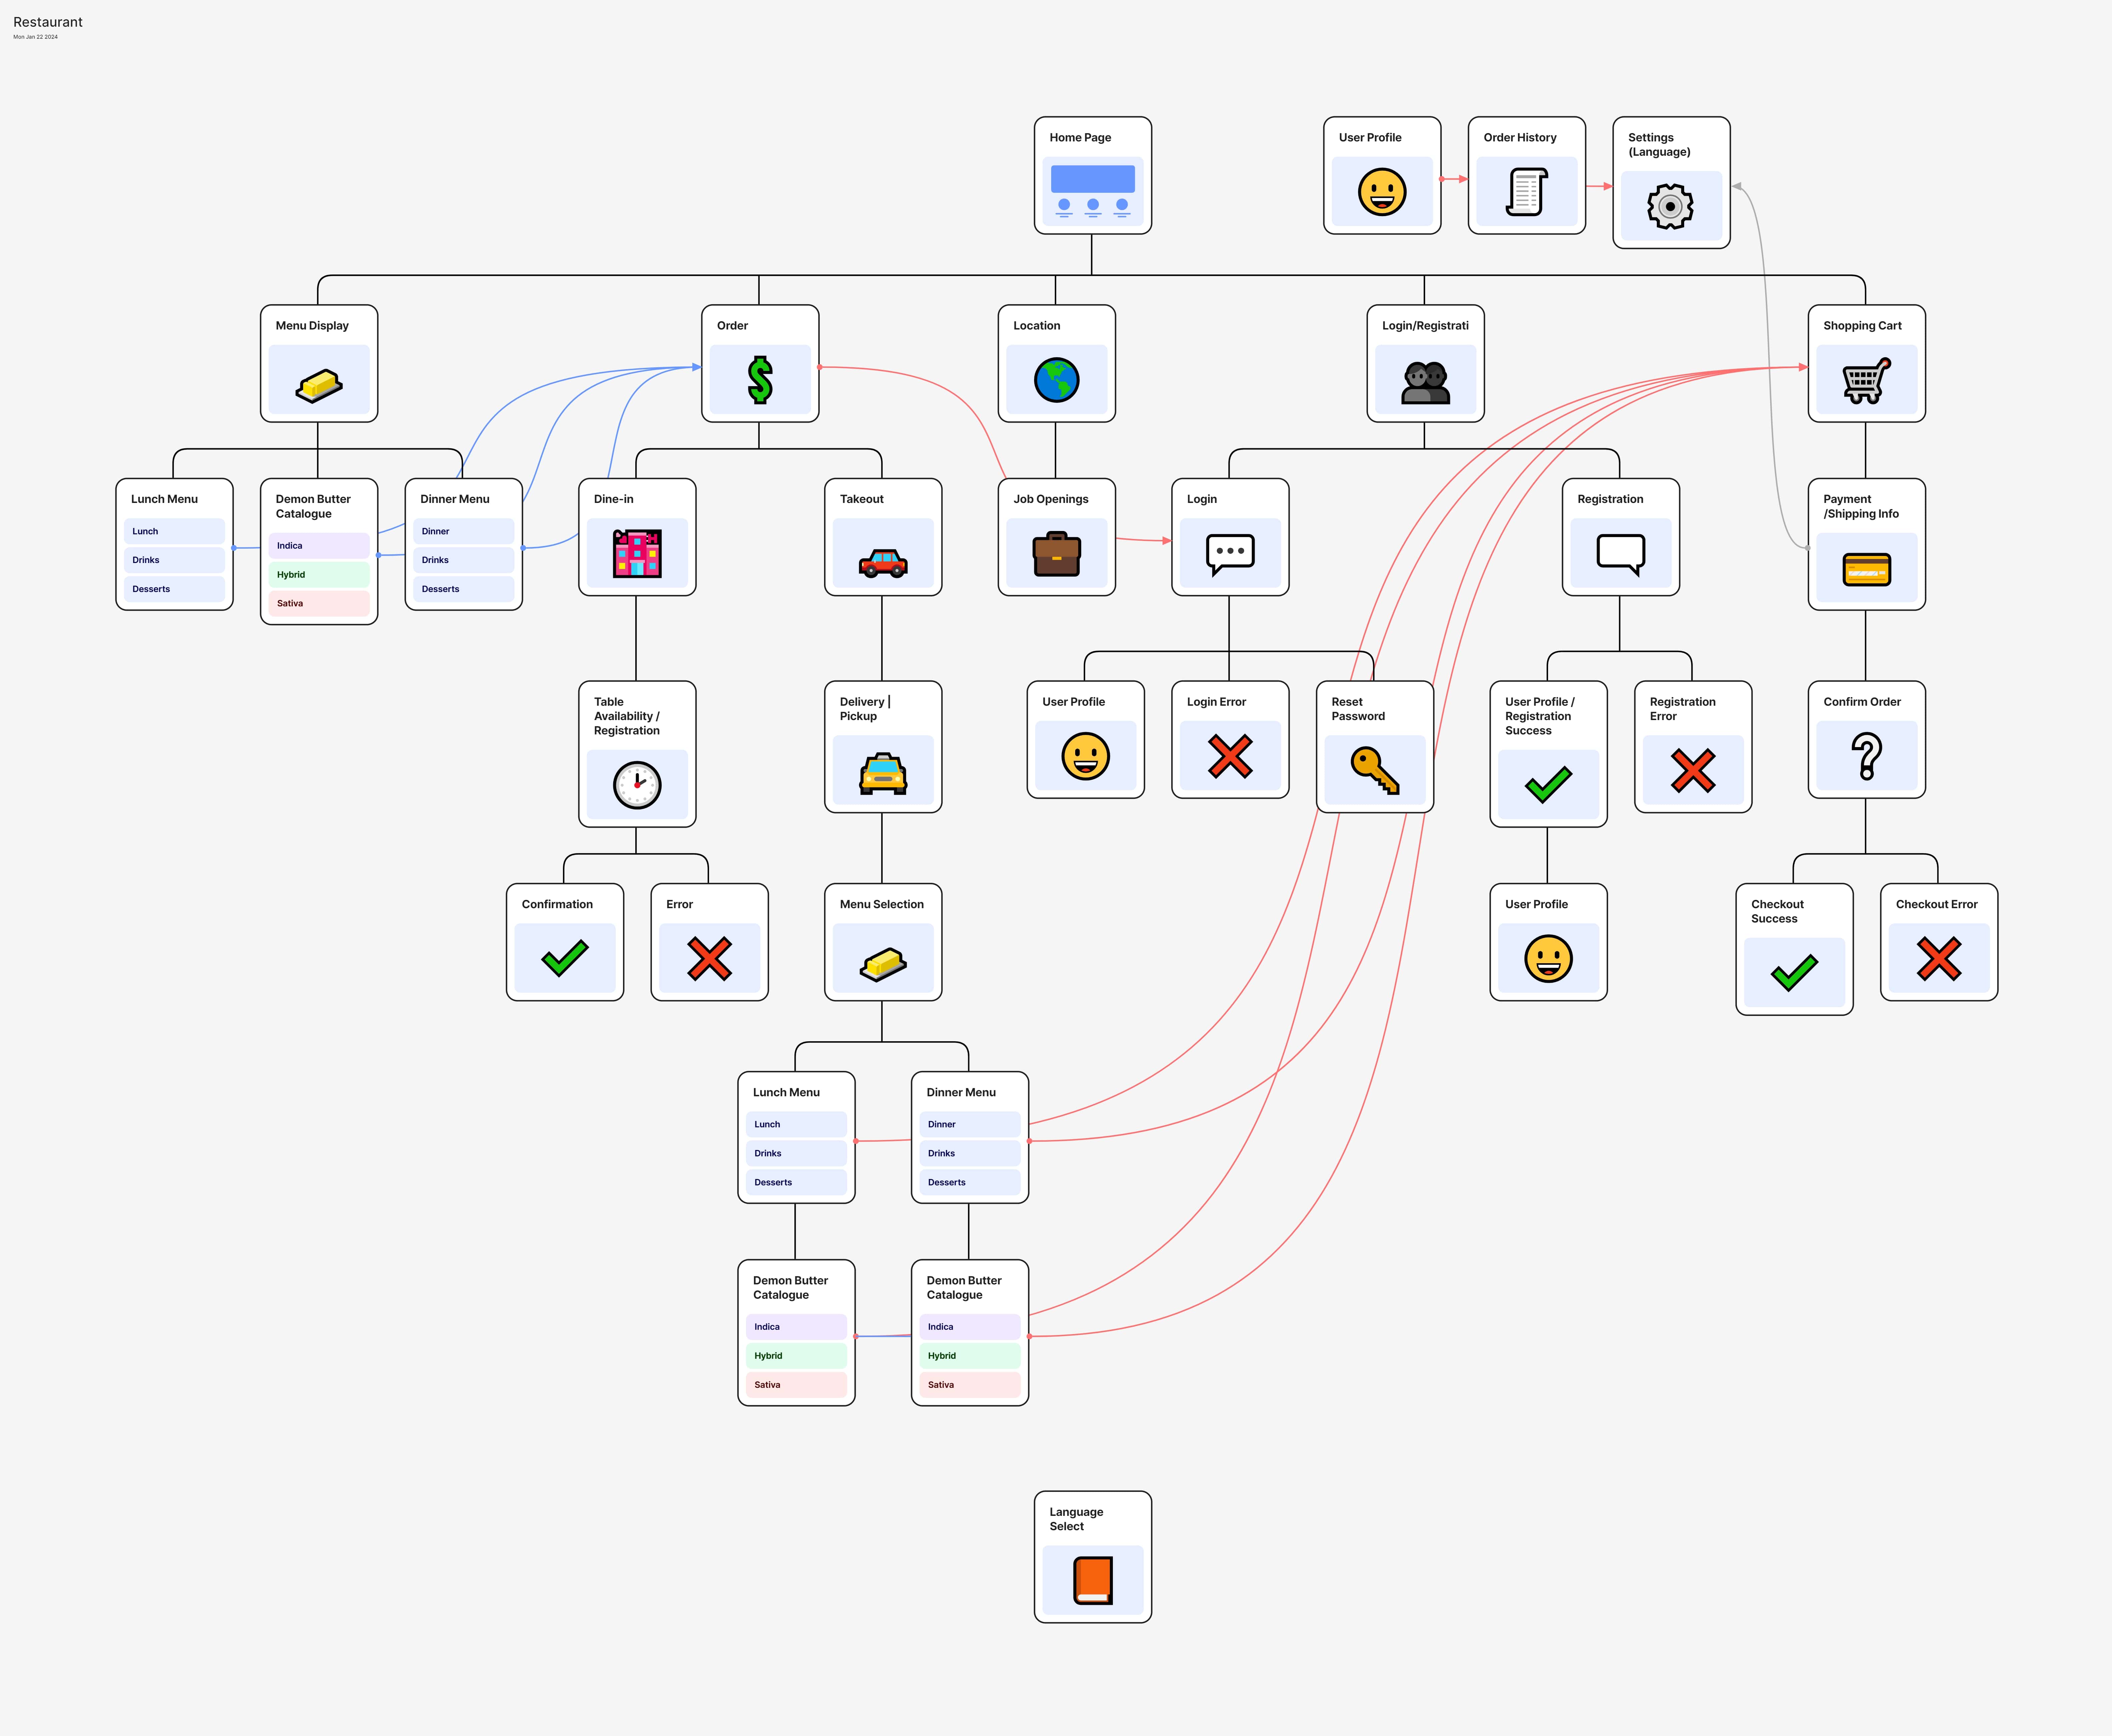 Restaurant
Mon Jan 22 2024
Home Page
User Profile
Order History
Settings
(Language)
Menu Display
Order
Location
Login/Registrati
Shopping Cart
Lunch Menu
Lunch
Drinks
Desserts
Demon Butter
Catalogue
Indica
Hybrid
Sativa
Dinner Menu
Dinner
Drinks
Desserts
Dine-in
Takeout
Job Openings
Login
Registration
Payment
/Shipping Info
Table
Availability /
Registration
Delivery |
Pickup
User Profile
Login Error
Reset
Password
User Profile /
Registration
Success
Registration
Error
Confirm Order
Confirmation
Error
Menu Selection
User Profile
Checkout
Success
Checkout Error
Lunch Menu
Lunch
Drinks
Desserts
Dinner Menu
Dinner
Drinks
Desserts
Demon Butter
Catalogue
Indica
Hybrid
Sativa
Demon Butter
Catalogue
Indica
Hybrid
Sativa
Language
Select